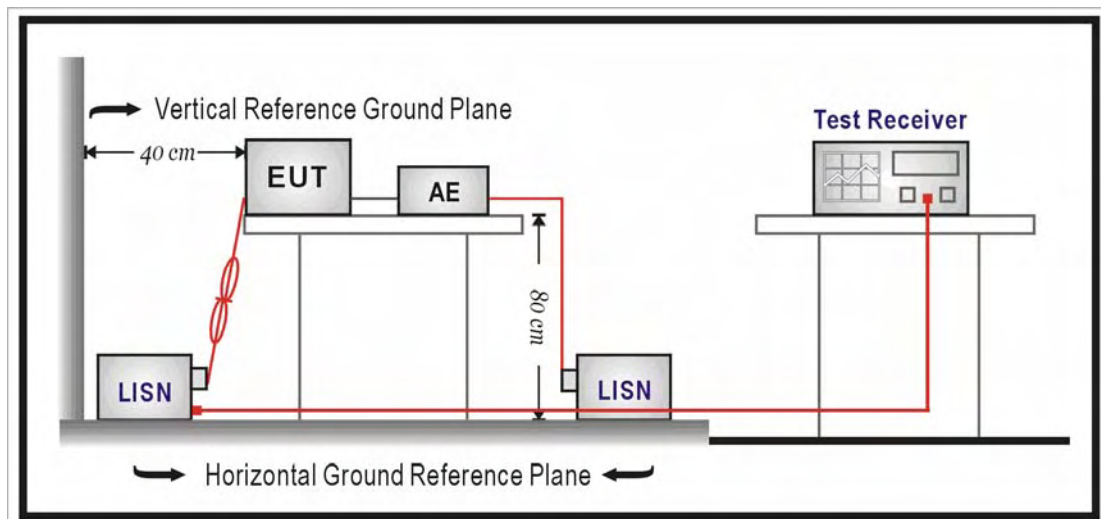 Vertical Reference Ground Plane
Test Receiver
40 cm
EUT
AE
80 cm
LISN
LISN
Horizontal Ground Reference Plane